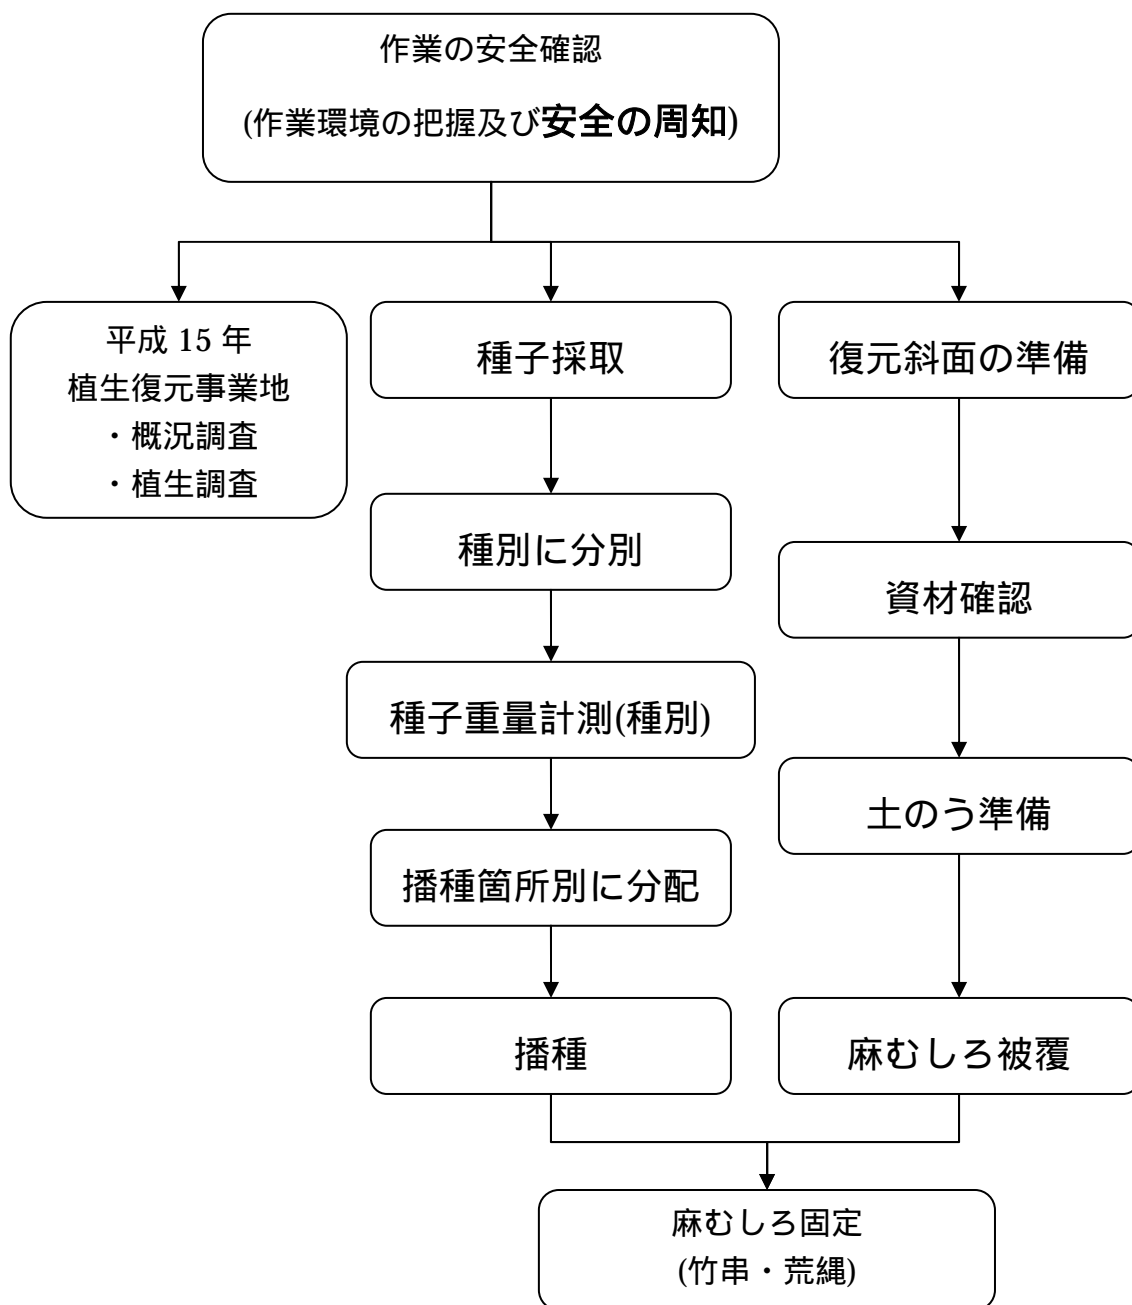 作業の安全確認
(作業環境の把握及び安全の周知)
平成 15 年
植生復元事業地
・概況調査
・植生調査
種子採取
種別に分別
種子重量計測(種別)
播種箇所別に分配
播種
復元斜面の準備
資材確認
土のう準備
麻むしろ被覆
麻むしろ固定
(竹串・荒縄)